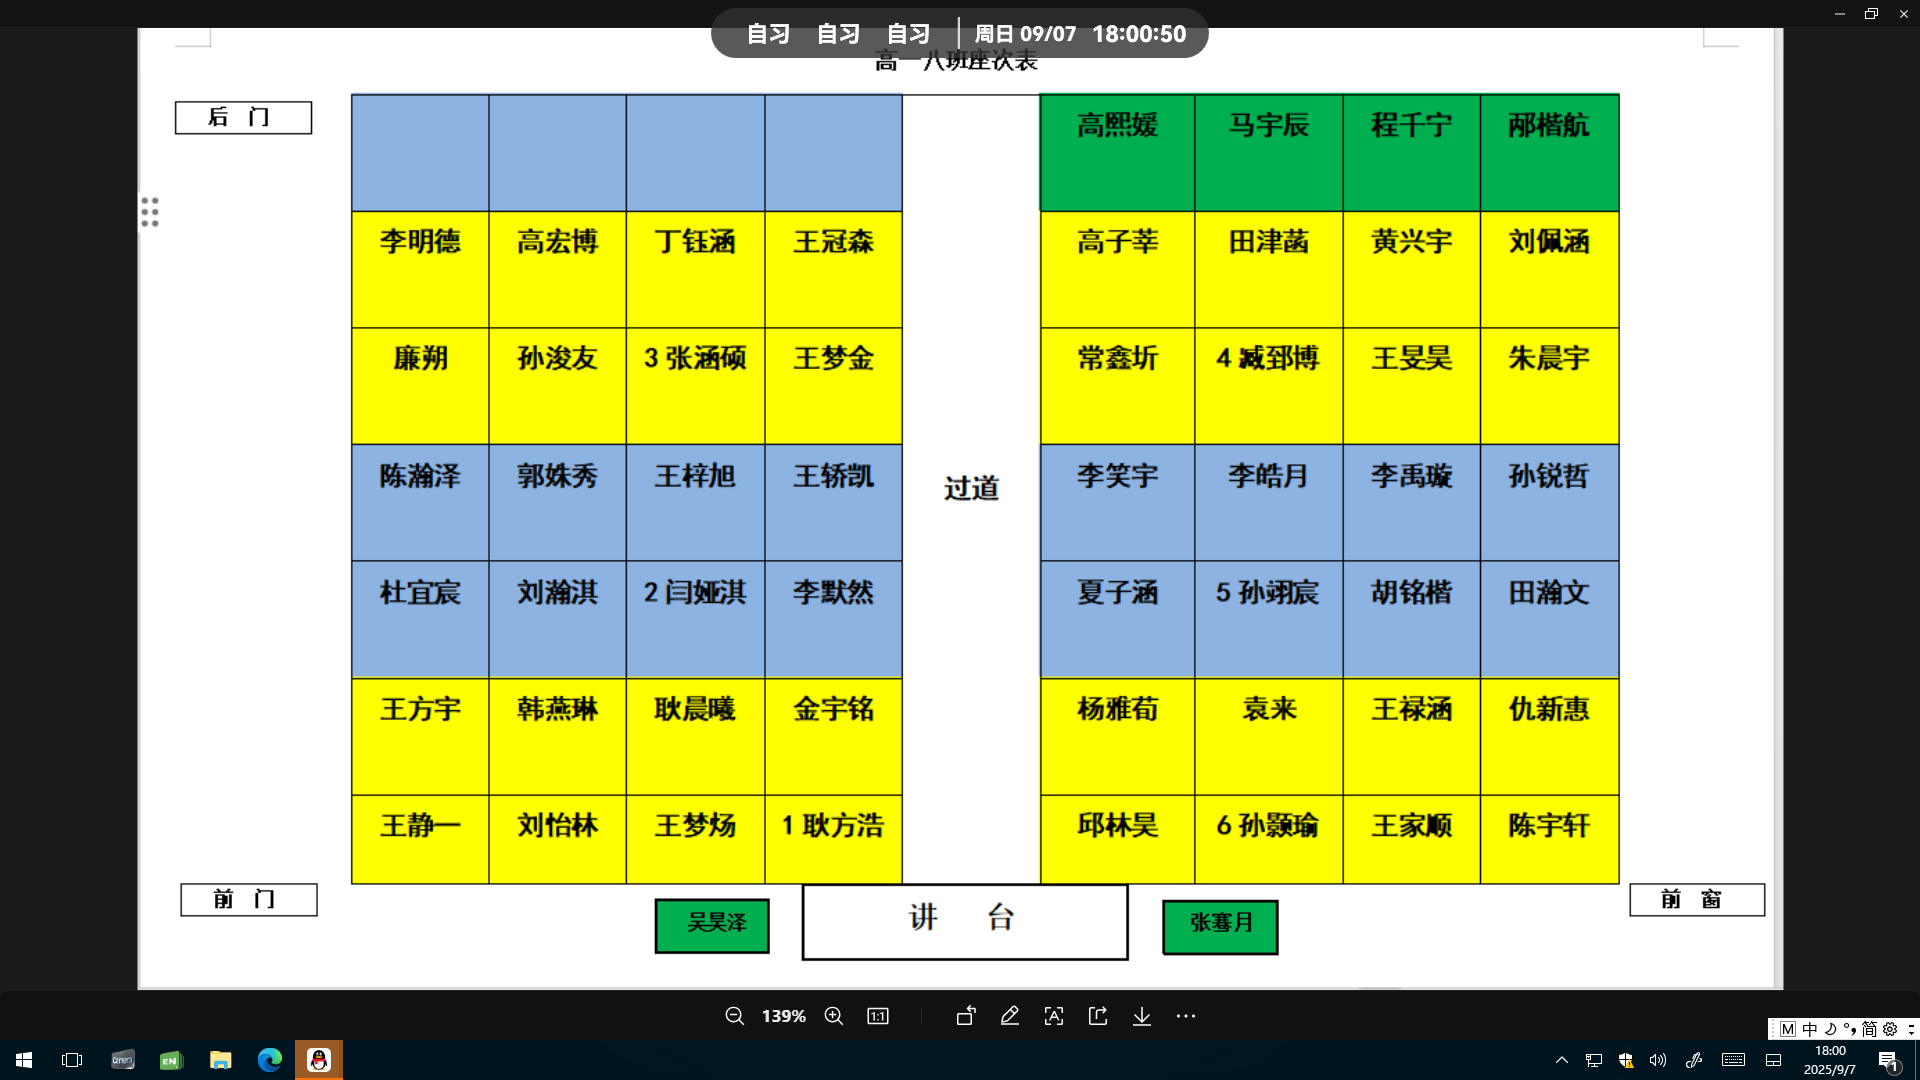 自习 自习 自习 周日 09/07 18:00:50
高一八班座次表
后 门
高熙媛 马宇辰 程千宁 邴楷航
李明德 高宏博 丁钰涵 王冠森 高子莘 田津菡 黄兴宇 刘佩涵
廉朔 孙浚友 3 张涵硕 王梦金 常鑫圻 4 臧郅博 王旻昊 朱晨宇
陈瀚泽 郭姝秀 王梓旭 王轿凯 过道 李笑宇 李皓月 李禹璇 孙锐哲
杜宜宸 刘瀚淇 2 闫娅淇 李默然 夏子涵 5 孙翊宸 胡铭楷 田瀚文
王方宇 韩燕琳 耿晨曦 金宇铭 杨雅荀 袁来 王禄涵 仇新惠
王静一 刘怡林 王梦炀 1 耿方浩 邱林昊 6 孙颢瑜 王家顺 陈宇轩
前 门 吴昊泽 讲 台 张骞月 前 窗
139% 1:1
M 中 简
Camera EN
18:00
2025/9/7
1